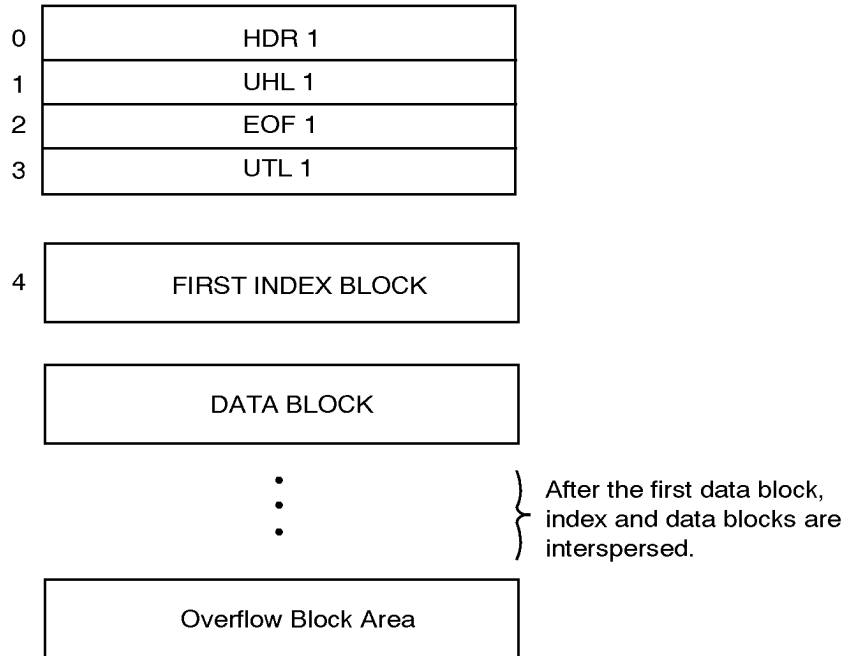 0 HDR 1
1 UHL 1
2 EOF 1
3 UTL 1
4 FIRST INDEX BLOCK
DATA BLOCK
After the first data block,
index and data blocks are
interspersed.
Overflow Block Area